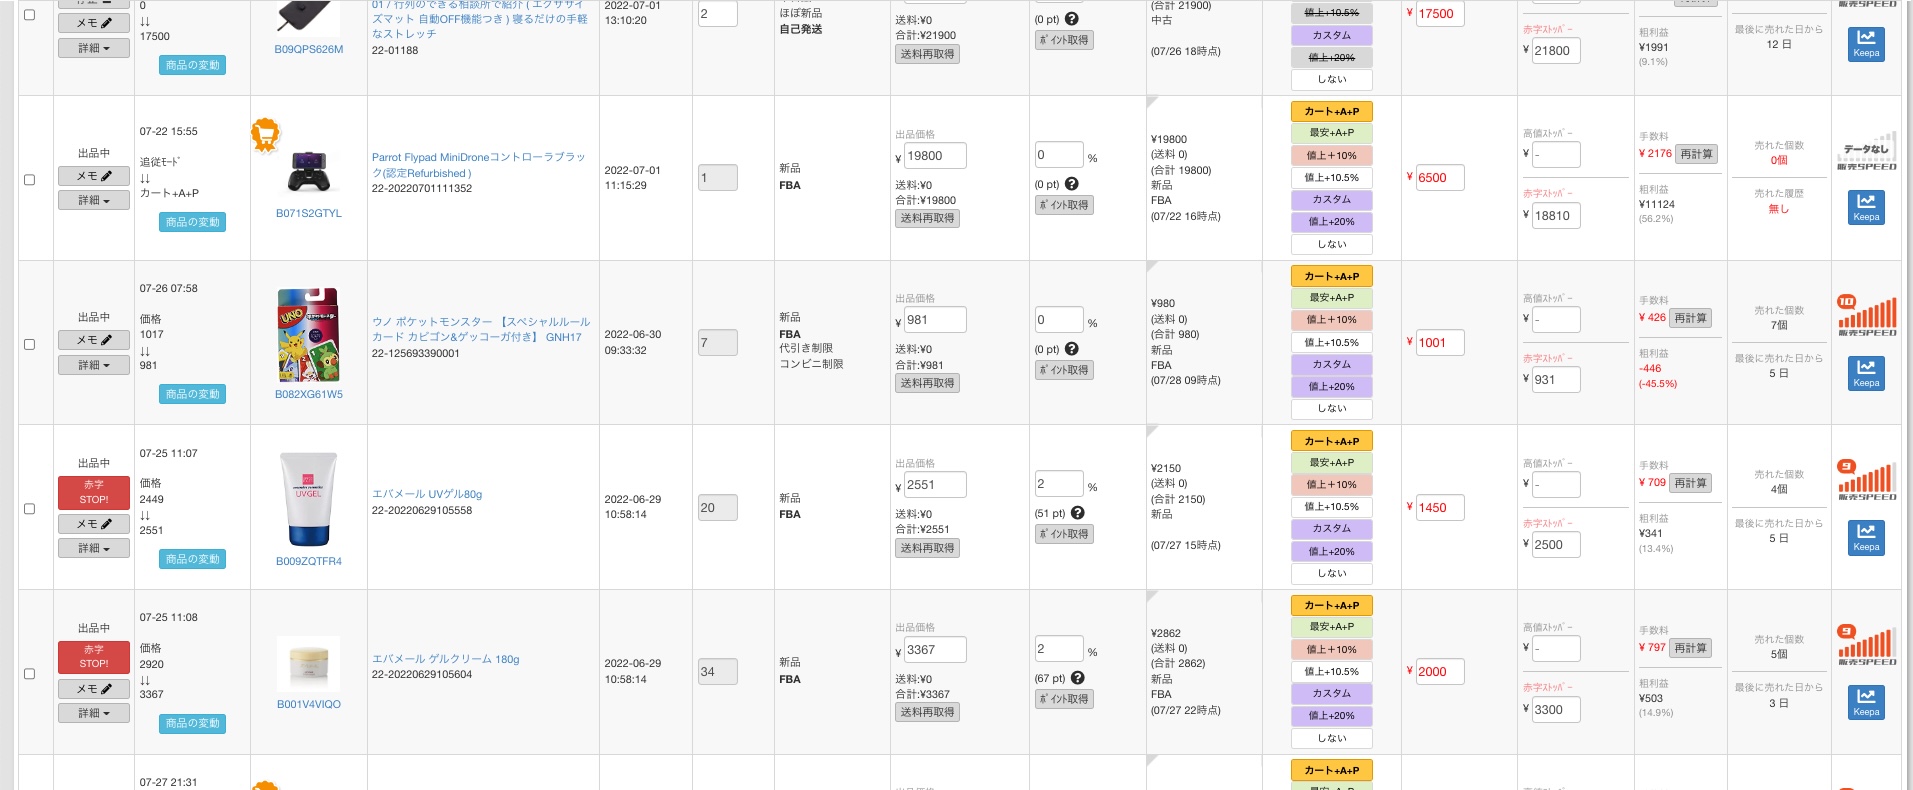 0
↓↓
17500
商品の変動
メモ
詳細
B09QPS626M
01 / 行列のできる相談所で紹介 ( エクササイ
ズマット 自動OFF機能つき ) 寝るだけの手軽
なストレッチ
22-01188
2022-07-01
13:10:20
2
ほぼ新品
自己発送
送料:¥0
合計:¥21900
送料再取得
(0 pt)
ポイント取得
(合計 21900)
中古
(07/26 18時点)
値上+10.5%
カスタム
値上+20%
しない
¥ 17500
赤字ストッパー
¥ 21800
粗利益
¥1991
(9.1%)
最後に売れた日から
12 日
販売SPEED
Keepa
出品中
メモ
詳細
07-22 15:55
追従モード
↓↓
カート+A+P
商品の変動
B071S2GTYL
Parrot Flypad MiniDroneコントローラブラッ
ク(認定Refurbished )
22-20220701111352
2022-07-01
11:15:29
1
新品
FBA
出品価格
¥ 19800
送料:¥0
合計:¥19800
送料再取得
0 %
(0 pt)
ポイント取得
¥19800
(送料 0)
(合計 19800)
新品
FBA
(07/22 16時点)
カート+A+P
最安+A+P
値上＋10%
値上+10.5%
カスタム
値上+20%
しない
¥ 6500
高値ストッパー
¥ -
赤字ストッパー
¥ 18810
手数料
¥ 2176 再計算
粗利益
¥11124
(56.2%)
売れた個数
0個
売れた履歴
無し
データなし
販売SPEED
Keepa
出品中
メモ
詳細
07-26 07:58
価格
1017
↓↓
981
商品の変動
UNO
B082XG61W5
ウノ ポケットモンスター 【スペシャルルール
カード カビゴン&ゲッコーガ付き】 GNH17
22-125693390001
2022-06-30
09:33:32
7
新品
FBA
代引き制限
コンビニ制限
出品価格
¥ 981
送料:¥0
合計:¥981
送料再取得
0 %
(0 pt)
ポイント取得
¥980
(送料 0)
(合計 980)
新品
FBA
(07/28 09時点)
カート+A+P
最安+A+P
値上＋10%
値上+10.5%
カスタム
値上+20%
しない
¥ 1001
高値ストッパー
¥ -
赤字ストッパー
¥ 931
手数料
¥ 426 再計算
粗利益
-446
(-45.5%)
売れた個数
7個
最後に売れた日から
5 日
10
販売SPEED
Keepa
出品中
赤字
STOP!
メモ
詳細
07-25 11:07
価格
2449
↓↓
2551
商品の変動
UVGEL
B009ZQTFR4
エバメール UVゲル80g
22-20220629105558
2022-06-29
10:58:14
20
新品
FBA
出品価格
¥ 2551
送料:¥0
合計:¥2551
送料再取得
2 %
(51 pt)
ポイント取得
¥2150
(送料 0)
(合計 2150)
新品
(07/27 15時点)
カート+A+P
最安+A+P
値上＋10%
値上+10.5%
カスタム
値上+20%
しない
¥ 1450
高値ストッパー
¥ -
赤字ストッパー
¥ 2500
手数料
¥ 709 再計算
粗利益
¥341
(13.4%)
売れた個数
4個
最後に売れた日から
5 日
9
販売SPEED
Keepa
出品中
赤字
STOP!
メモ
詳細
07-25 11:08
価格
2920
↓↓
3367
商品の変動
B001V4VIQO
エバメール ゲルクリーム 180g
22-20220629105604
2022-06-29
10:58:14
34
新品
FBA
出品価格
¥ 3367
送料:¥0
合計:¥3367
送料再取得
2 %
(67 pt)
ポイント取得
¥2862
(送料 0)
(合計 2862)
新品
FBA
(07/27 22時点)
カート+A+P
最安+A+P
値上＋10%
値上+10.5%
カスタム
値上+20%
しない
¥ 2000
高値ストッパー
¥ -
赤字ストッパー
¥ 3300
手数料
¥ 797 再計算
粗利益
¥503
(14.9%)
売れた個数
5個
最後に売れた日から
3 日
9
販売SPEED
Keepa
07-27 21:31
カート+A+P